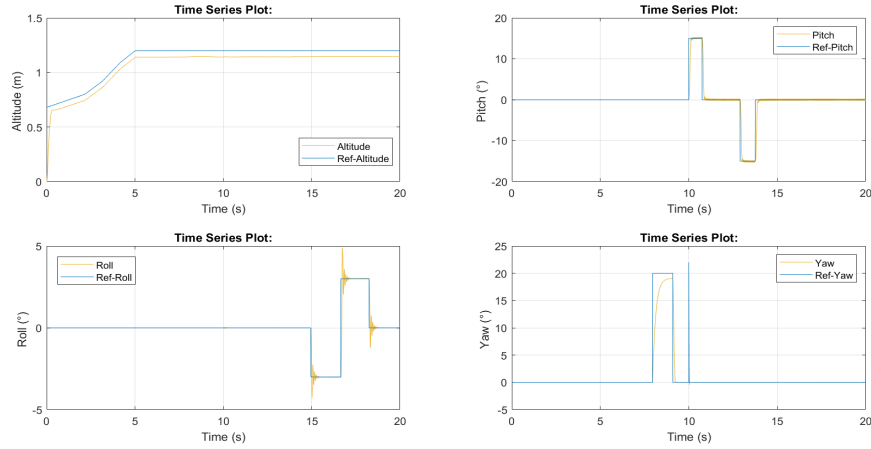 Time Series Plot:
1.5
1
0.5
0
Altitude (m)
Altitude
Ref-Altitude
0
5
10
15
20
Time (s)
Time Series Plot:
20
10
0
-10
-20
Pitch (°)
Pitch
Ref-Pitch
0
5
10
15
20
Time (s)
Time Series Plot:
5
0
-5
Roll (°)
Roll
Ref-Roll
0
5
10
15
20
Time (s)
Time Series Plot:
25
20
15
10
5
0
-5
Yaw (°)
Yaw
Ref-Yaw
0
5
10
15
20
Time (s)